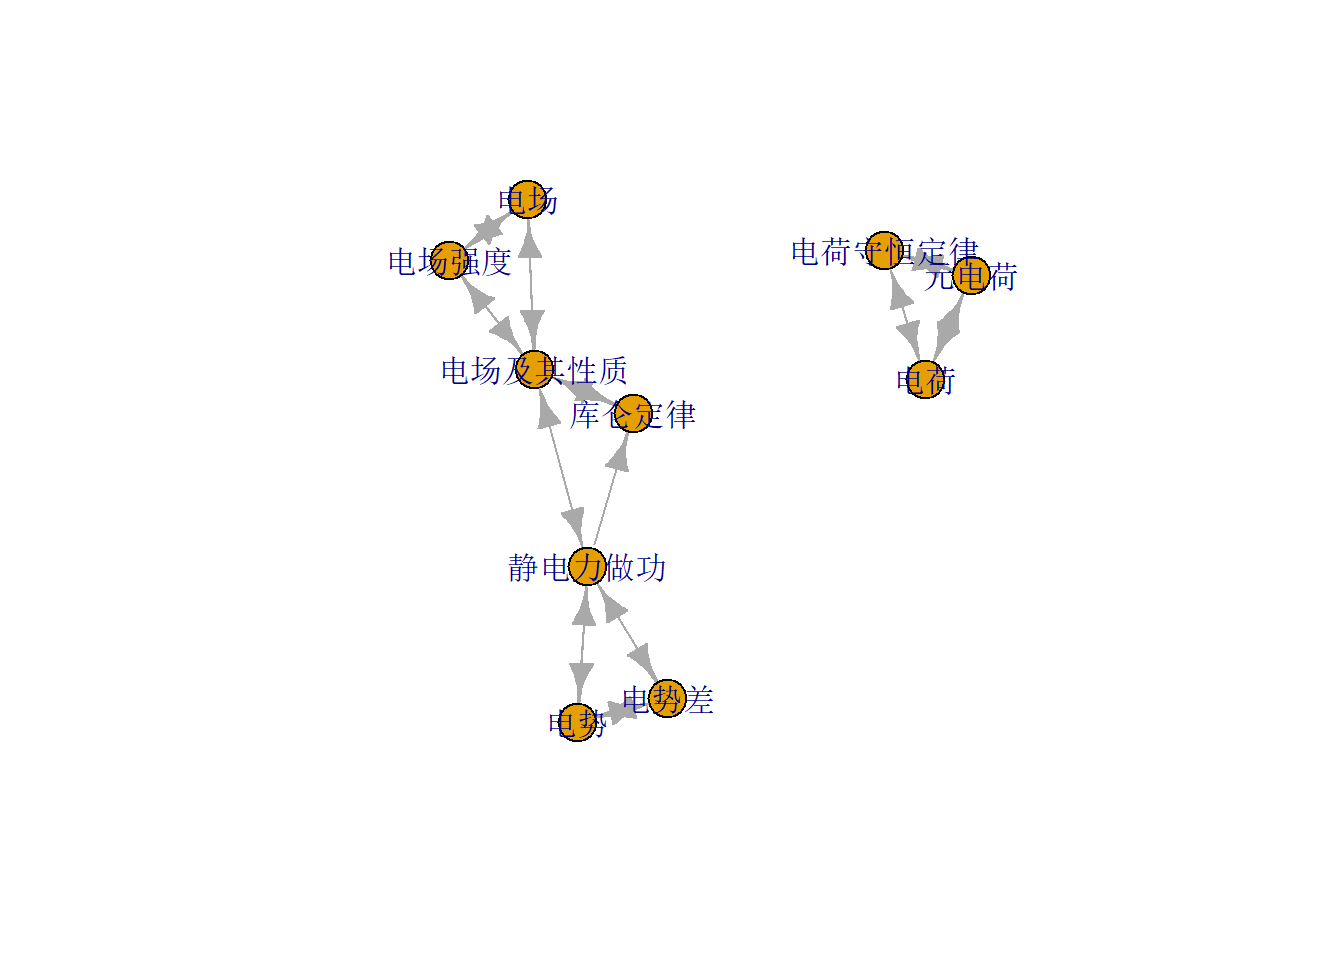 电场
电场强度
电荷守恒定律
元电荷
电场及其性质
电荷
库仑定律
静电力做功
电势差
电势